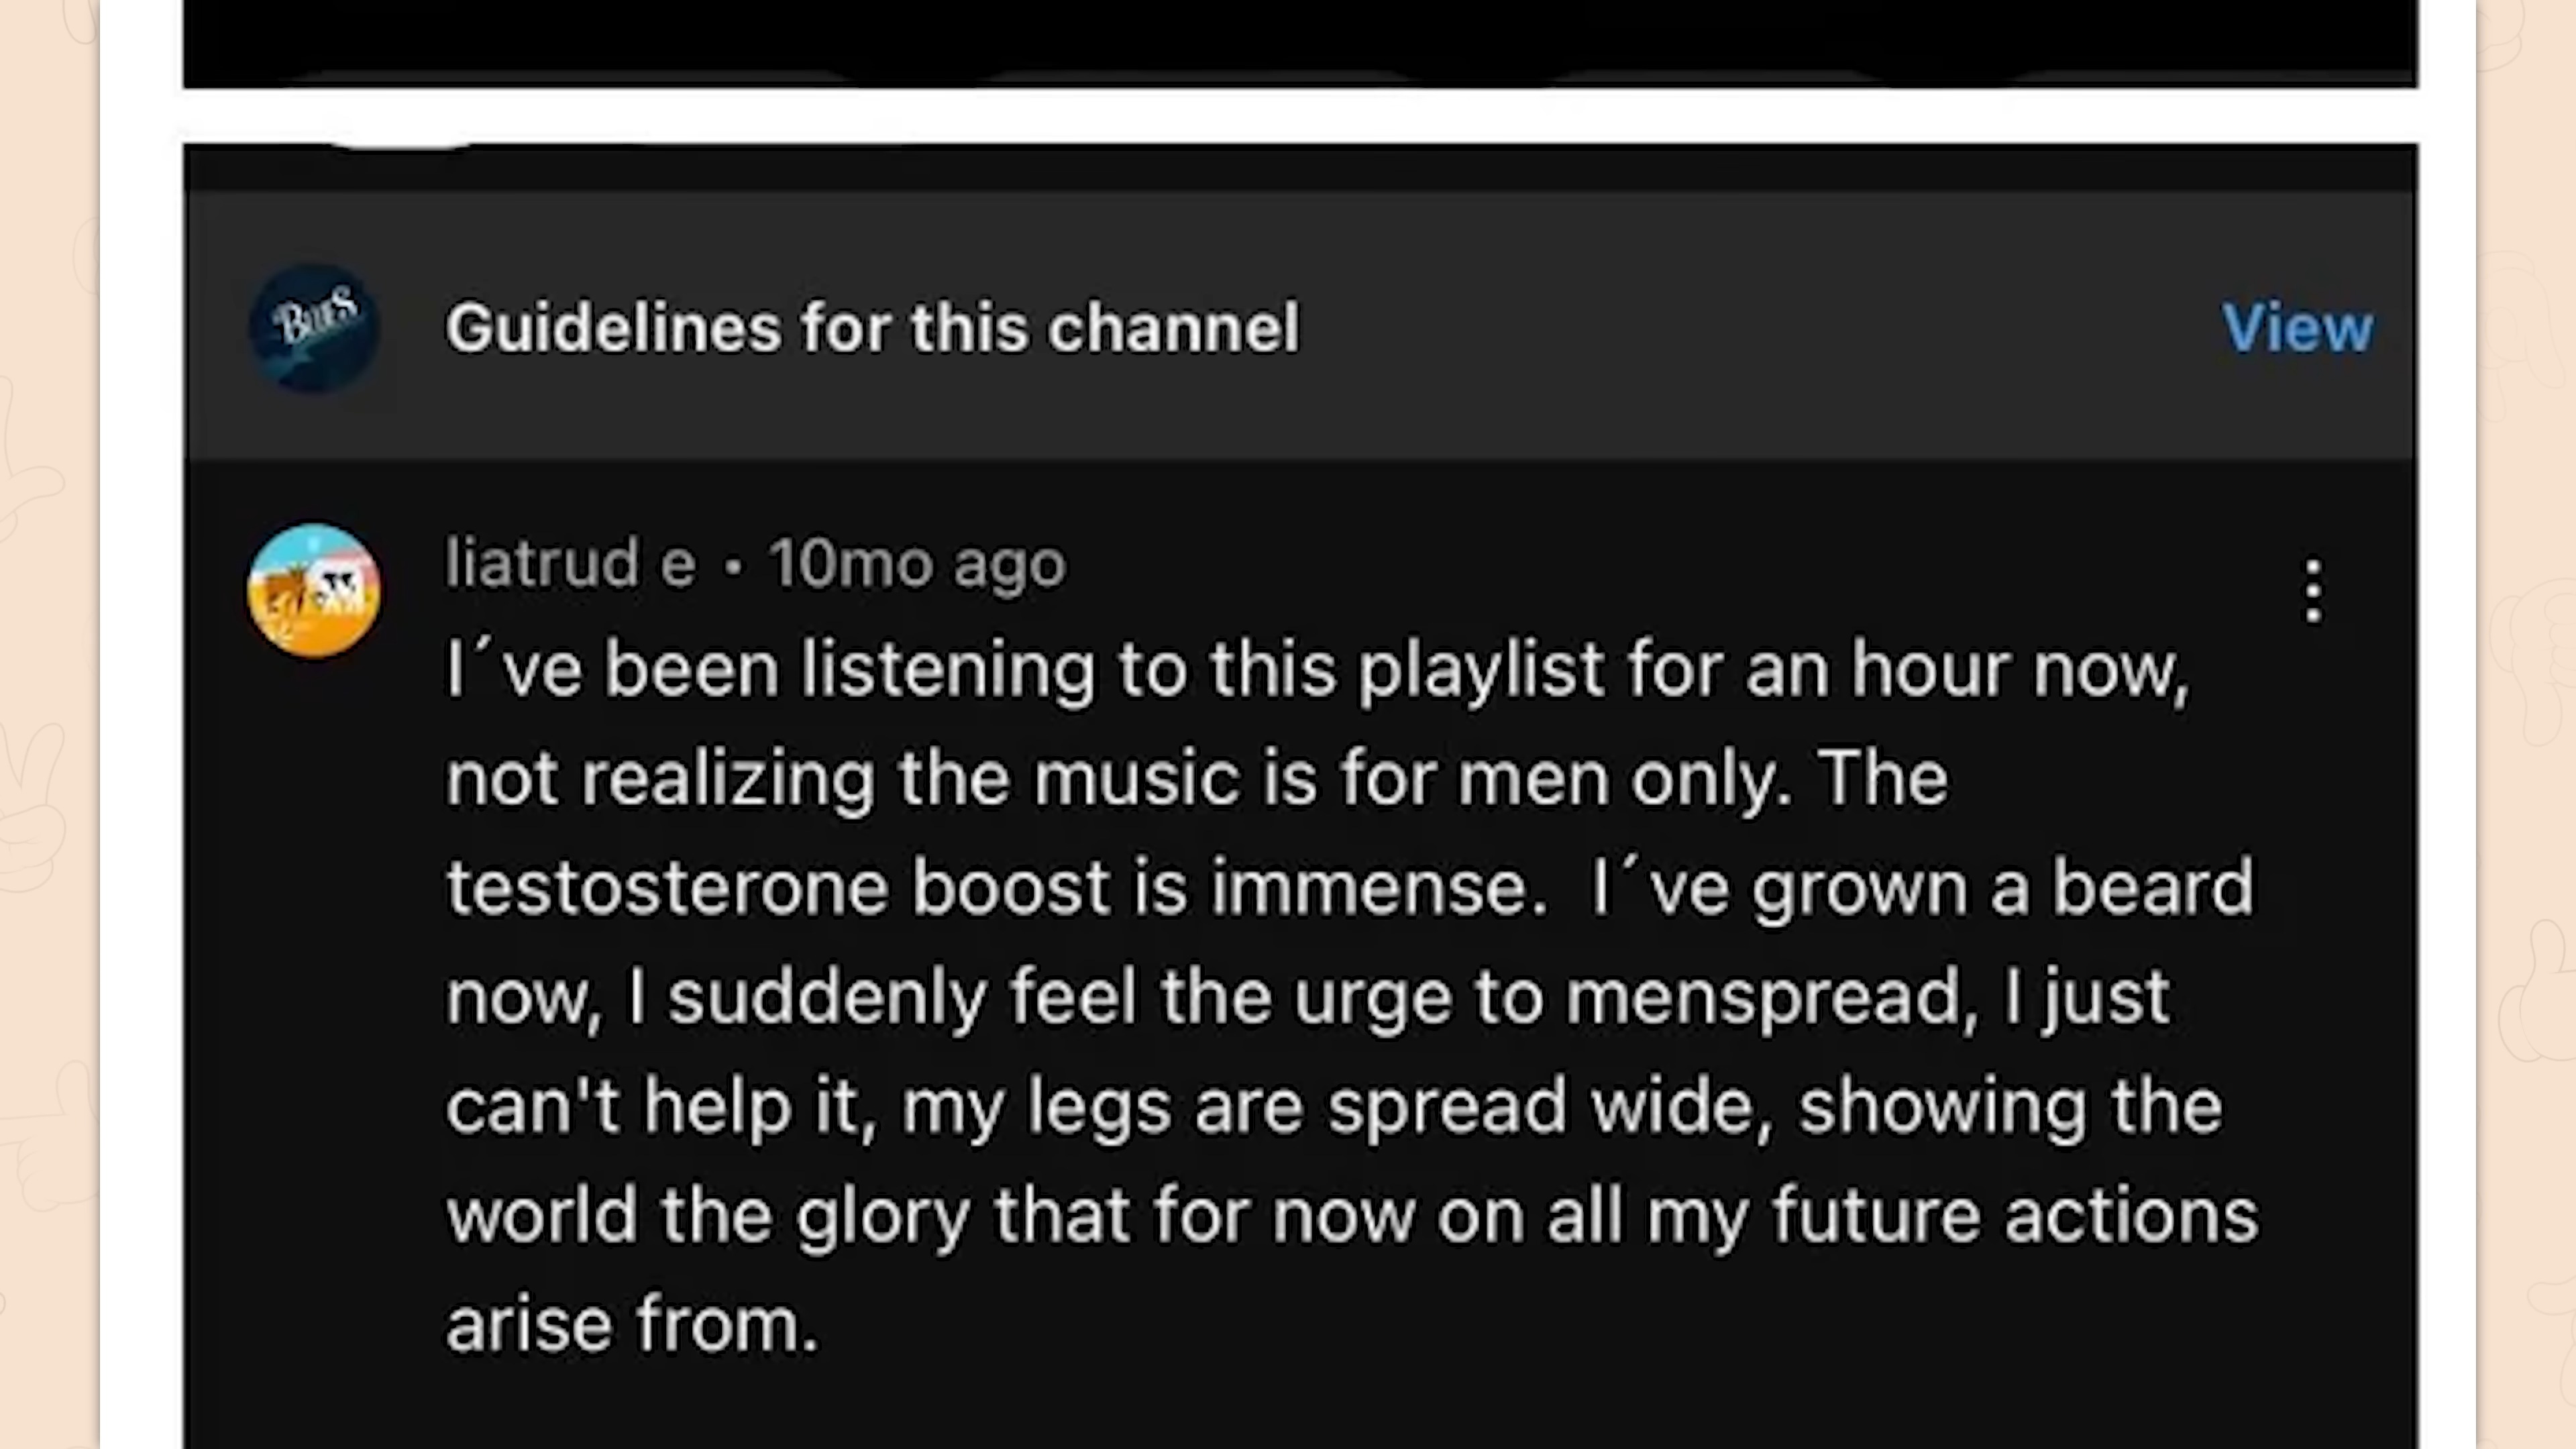 BLUES
Guidelines for this channel
View
liatrud e • 10mo ago
I´ve been listening to this playlist for an hour now,
not realizing the music is for men only. The
testosterone boost is immense.  I´ve grown a beard
now, I suddenly feel the urge to menspread, I just
can't help it, my legs are spread wide, showing the
world the glory that for now on all my future actions
arise from.